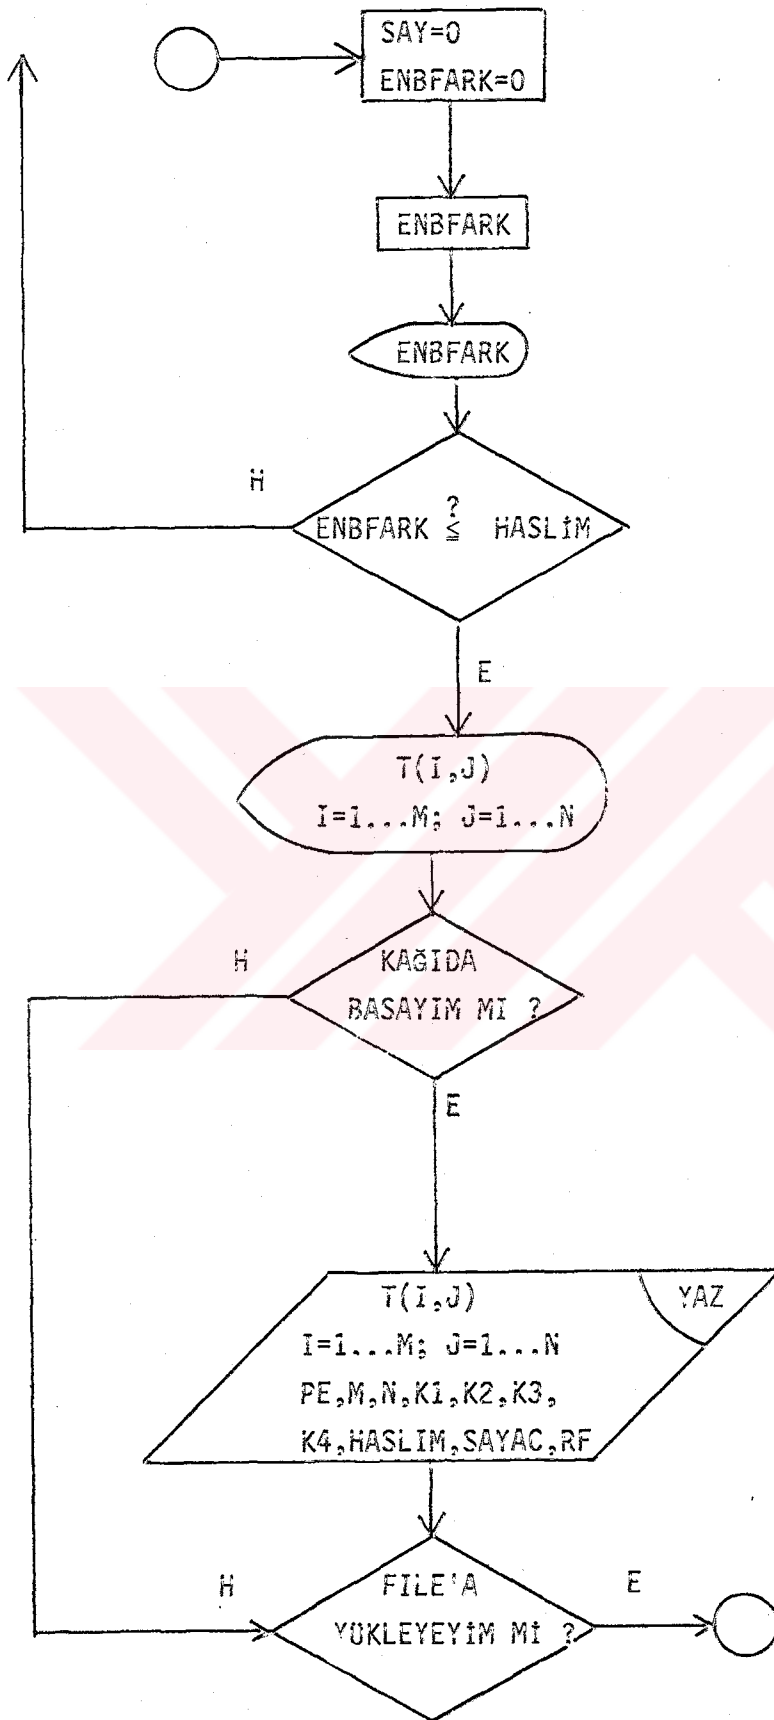 SAY=0
ENBFARK=0
ENBFARK
ENBFARK
H
ENBFARK ≦ ? HASLİM
E
T(I,J)
I=1...M; J=1...N
H
KAĞIDA
BASAYIM MI ?
E
T(I,J)
YAZ
I=1...M; J=1...N
PE,M,N,K1,K2,K3,
K4,HASLIM,SAYAC,RF
H
FILE'A
E
YÜKLEYEYİM Mİ ?